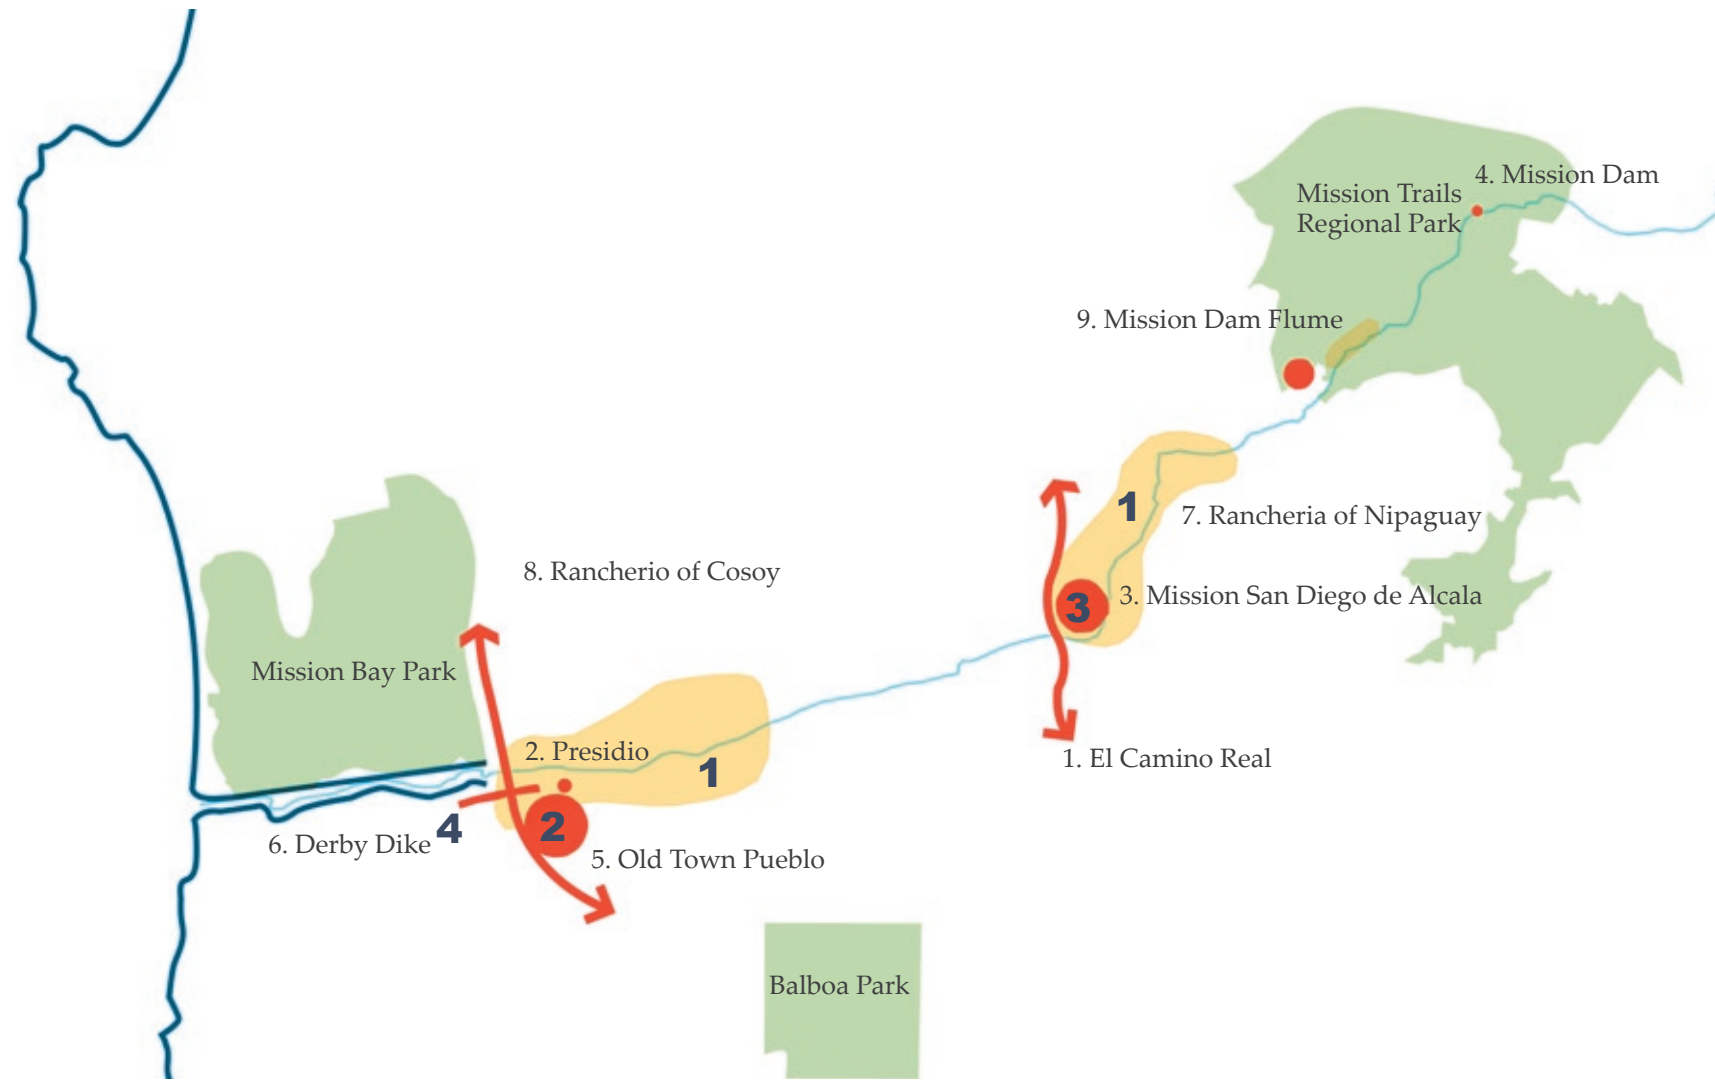 4. Mission Dam
Mission Trails
Regional Park
9. Mission Dam Flume
1
7. Rancheria of Nipaguay
8. Rancherio of Cosoy
3
3. Mission San Diego de Alcala
Mission Bay Park
2. Presidio
1
1. El Camino Real
6. Derby Dike
4
2
5. Old Town Pueblo
Balboa Park